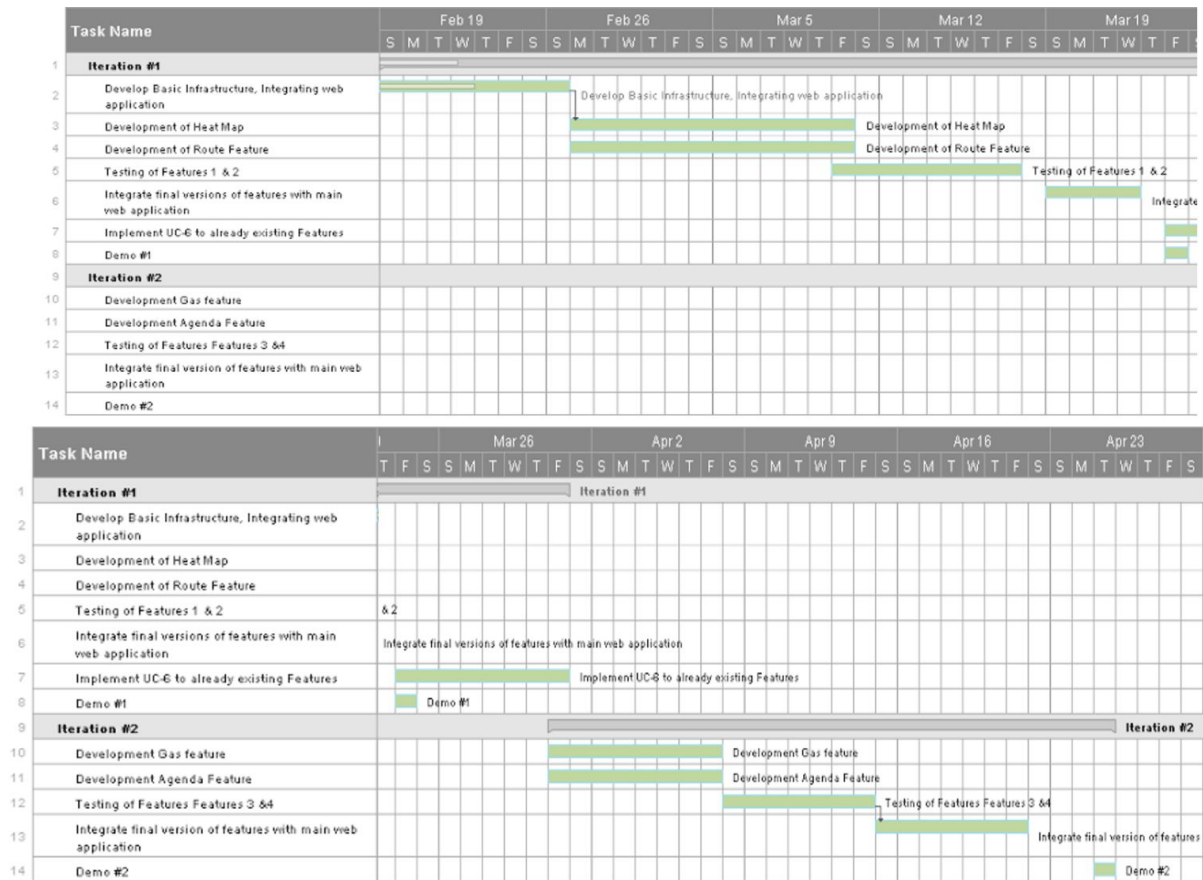 Task Name
Feb 19 Feb 26 Mar 5 Mar 12 Mar 19
S M T W T F S S M T W T F S S M T W T F S S M T W T F S S M T W T F
1 Iteration #1
2 Develop Basic Infrastructure, Integrating web
application
Develop Basic Infrastructure, Integrating web application
3 Development of Heat Map Development of Heat Map
4 Development of Route Feature Development of Route Feature
5 Testing of Features 1 & 2 Testing of Features 1 & 2
6 Integrate final versions of features with main
web application
Integrate
7 Implement UC-6 to already existing Features
8 Demo #1
9 Iteration #2
10 Development Gas feature
11 Development Agenda Feature
12 Testing of Features Features 3 &4
13 Integrate final version of features with main web
application
14 Demo #2
Task Name
Mar 26 Apr 2 Apr 9 Apr 16 Apr 23
T F S S M T W T F S S M T W T F S S M T W T F S S M T W T F S S M T W T F S
1 Iteration #1 Iteration #1
2 Develop Basic Infrastructure, Integrating web
application
3 Development of Heat Map
4 Development of Route Feature
5 Testing of Features 1 & 2 & 2
6 Integrate final versions of features with main
web application
Integrate final versions of features with main web application
7 Implement UC-6 to already existing Features Implement UC-6 to already existing Features
8 Demo #1 Demo #1
9 Iteration #2 Iteration #2
10 Development Gas feature Development Gas feature
11 Development Agenda Feature Development Agenda Feature
12 Testing of Features Features 3 &4 Testing of Features Features 3 &4
13 Integrate final version of features with main web
application
Integrate final version of features
14 Demo #2 Demo #2